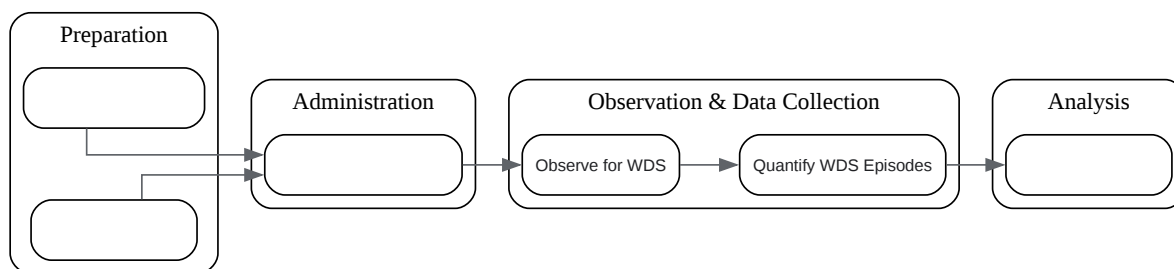 Preparation
Administration
Observation & Data Collection
Analysis
Observe for WDS
Quantify WDS Episodes